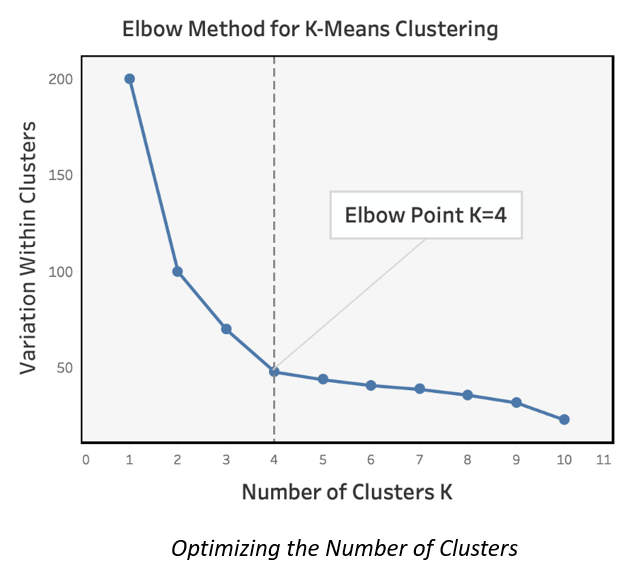 Elbow Method for K-Means Clustering
Variation Within Clusters
200
150
100
50
Elbow Point K=4
0 1 2 3 4 5 6 7 8 9 10 11
Number of Clusters K
Optimizing the Number of Clusters